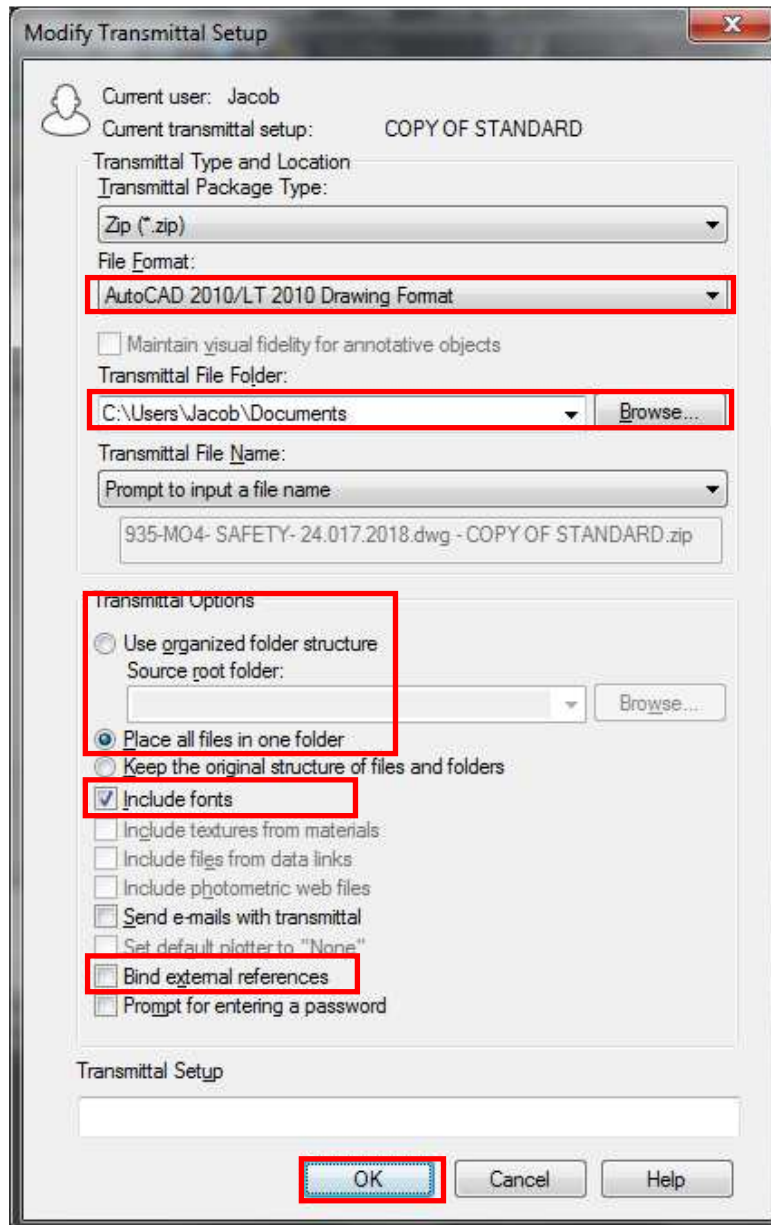 Modify Transmittal Setup
Current user: Jacob
Current transmittal setup: COPY OF STANDARD
Transmittal Type and Location
Transmittal Package Type:
Zip (*.zip)
File Format:
AutoCAD 2010/LT 2010 Drawing Format
Maintain visual fidelity for annotative objects
Transmittal File Folder:
C:\Users\Jacob\Documents Browse...
Transmittal File Name:
Prompt to input a file name
935-MO4- SAFETY- 24.017.2018.dwg - COPY OF STANDARD.zip
Transmittal Options
Use organized folder structure
Source root folder:
Browse...
Place all files in one folder
Keep the original structure of files and folders
Include fonts
Include textures from materials
Include files from data links
Include photometric web files
Send e-mails with transmittal
Set default plotter to "None"
Bind external references
Prompt for entering a password
Transmittal Setup
OK Cancel Help